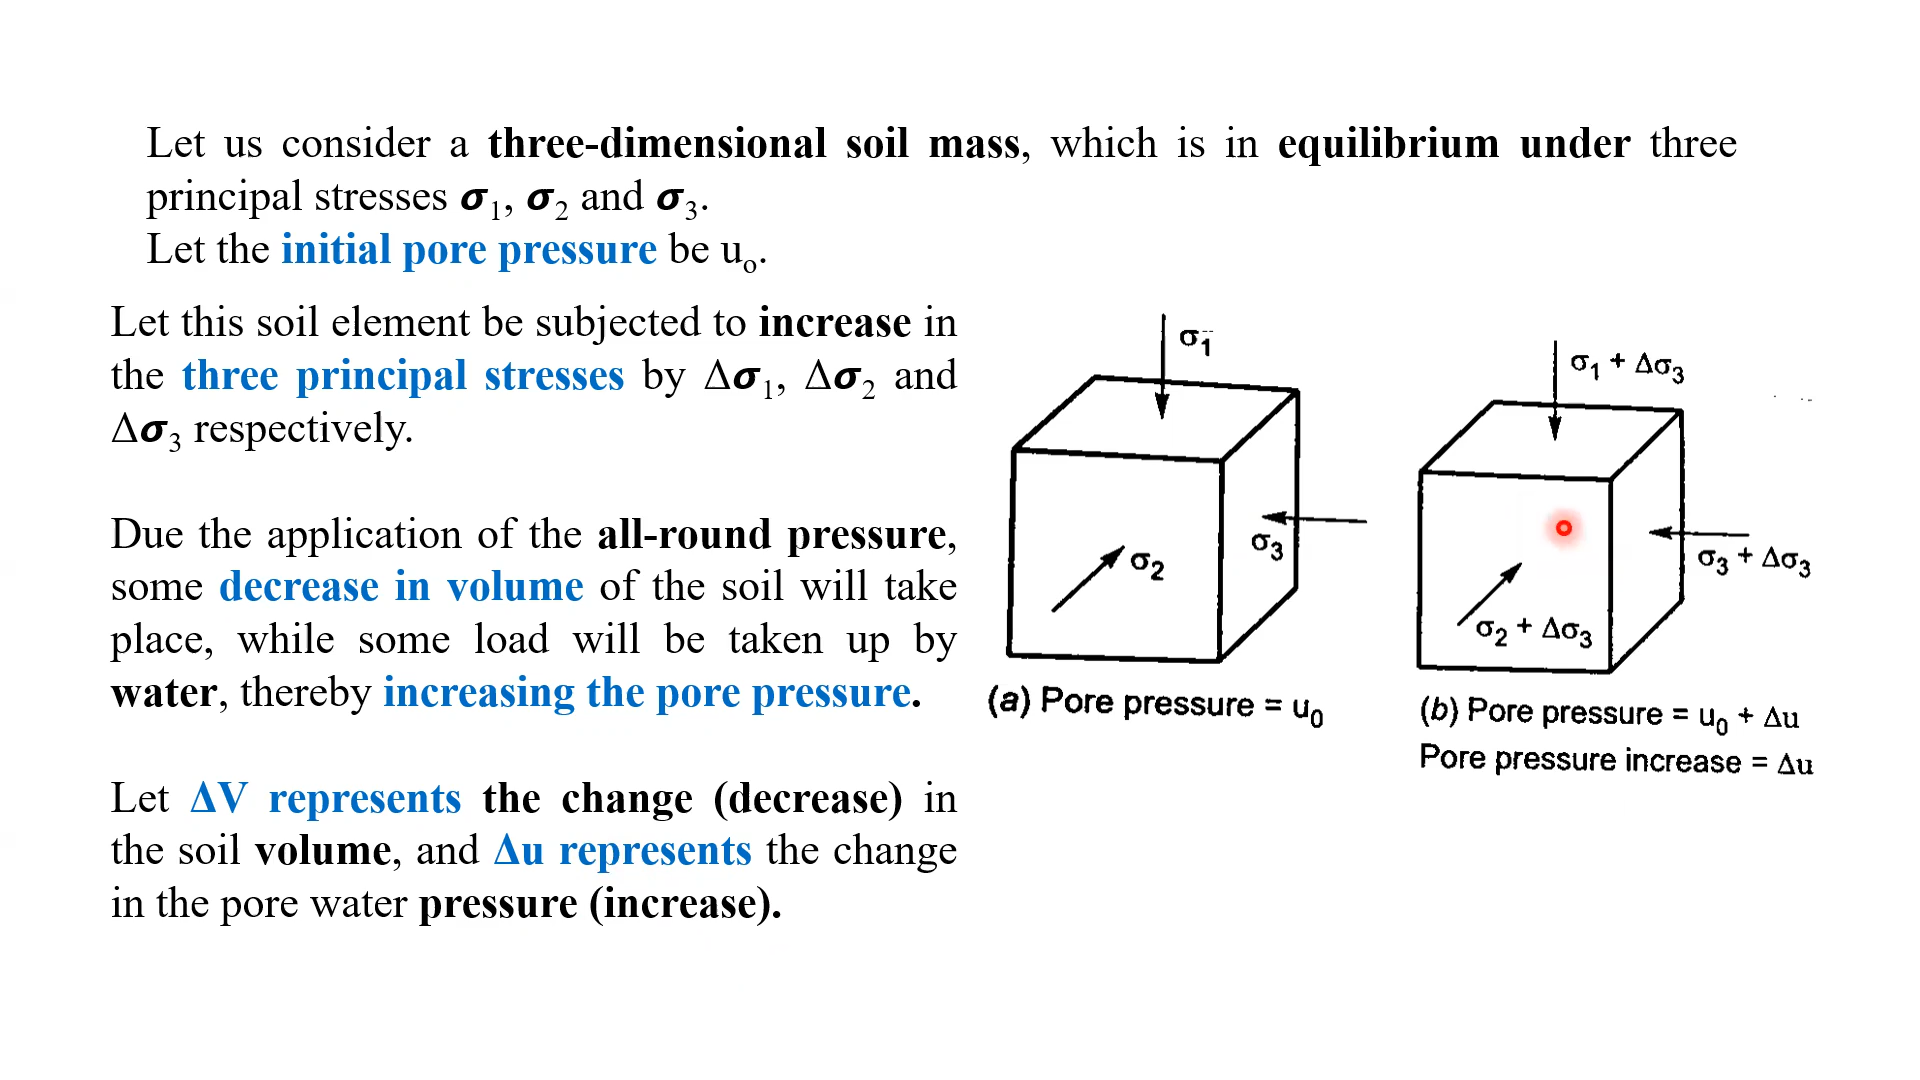 Let us consider a three-dimensional soil mass, which is in equilibrium under three
principal stresses σ₁, σ₂ and σ₃.
Let the initial pore pressure be uₒ.
Let this soil element be subjected to increase in
the three principal stresses by Δσ₁, Δσ₂ and
Δσ₃ respectively.
Due the application of the all-round pressure,
some decrease in volume of the soil will take
place, while some load will be taken up by
water, thereby increasing the pore pressure.
Let ΔV represents the change (decrease) in
the soil volume, and Δu represents the change
in the pore water pressure (increase).
σ₁
σ₃
σ₂
(a) Pore pressure = u₀
σ₁ + Δσ₃
σ₃ + Δσ₃
σ₂ + Δσ₃
(b) Pore pressure = u₀ + Δu
Pore pressure increase = Δu